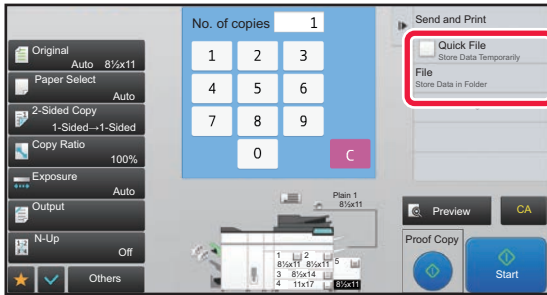 No. of copies 1
Send and Print
Original
Auto 8½x11
Paper Select
Auto
2-Sided Copy
1-Sided→1-Sided
Copy Ratio
100%
Exposure
Auto
Output
N-Up
Off
Others
1 2 3
4 5 6
7 8 9
0 C
Plain 1
8½x11
1 2 5
8½x11 8½x11
3 8½x14
4 11x17 8½x11
Quick File
Store Data Temporarily
File
Store Data in Folder
Preview
CA
Proof Copy
Start